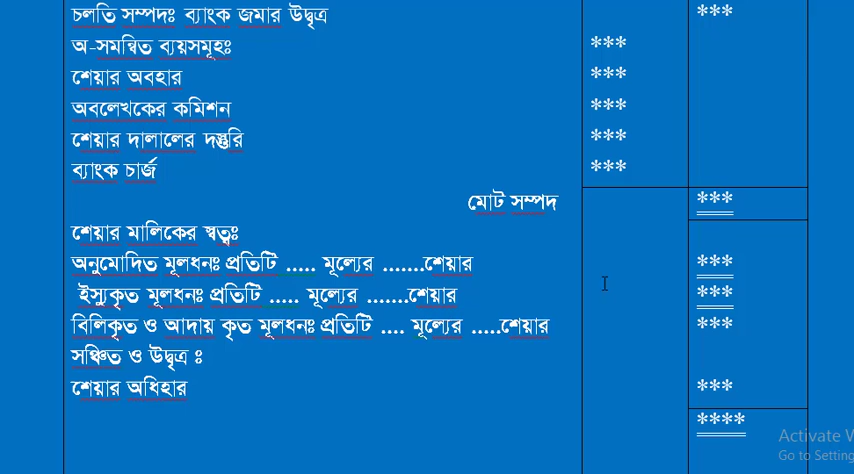 চলতি সম্পদঃ ব্যাংক জমার উদ্বৃত্র ***
অ-সমন্বিত ব্যয়সমূহঃ ***
শেয়ার অবহার ***
অবলেখকের কমিশন ***
শেয়ার দালালের দস্তুরি ***
ব্যাংক চার্জ ***
মোট সম্পদ ***
শেয়ার মালিকের স্বত্বঃ
অনুমোদিত মূলধনঃ প্রতিটি ..... মূল্যের .......শেয়ার ***
ইস্যুকৃত মূলধনঃ প্রতিটি ..... মূল্যের .......শেয়ার ***
বিলিকৃত ও আদায় কৃত মূলধনঃ প্রতিটি .... মূল্যের .....শেয়ার ***
সঞ্চিত ও উদ্বৃত্র ঃ
শেয়ার অধিহার ***
****
Activate
Go to Setting